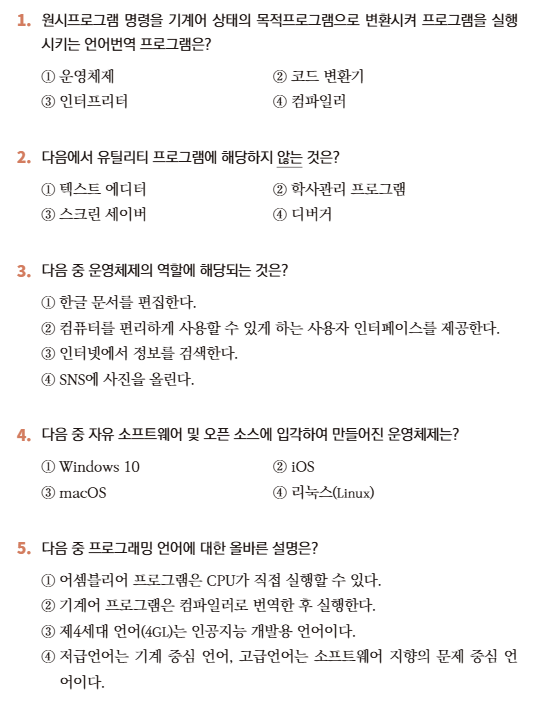 1. 원시프로그램 명령을 기계어 상태의 목적프로그램으로 변환시켜 프로그램을 실행
시키는 언어번역 프로그램은?
① 운영체제 ② 코드 변환기
③ 인터프리터 ④ 컴파일러
2. 다음에서 유틸리티 프로그램에 해당하지 않는 것은?
① 텍스트 에디터 ② 학사관리 프로그램
③ 스크린 세이버 ④ 디버거
3. 다음 중 운영체제의 역할에 해당되는 것은?
① 한글 문서를 편집한다.
② 컴퓨터를 편리하게 사용할 수 있게 하는 사용자 인터페이스를 제공한다.
③ 인터넷에서 정보를 검색한다.
④ SNS에 사진을 올린다.
4. 다음 중 자유 소프트웨어 및 오픈 소스에 입각하여 만들어진 운영체제는?
① Windows 10 ② iOS
③ macOS ④ 리눅스(Linux)
5. 다음 중 프로그래밍 언어에 대한 올바른 설명은?
① 어셈블리어 프로그램은 CPU가 직접 실행할 수 있다.
② 기계어 프로그램은 컴파일러로 번역한 후 실행한다.
③ 제4세대 언어(4GL)는 인공지능 개발용 언어이다.
④ 저급언어는 기계 중심 언어, 고급언어는 소프트웨어 지향의 문제 중심 언
어이다.